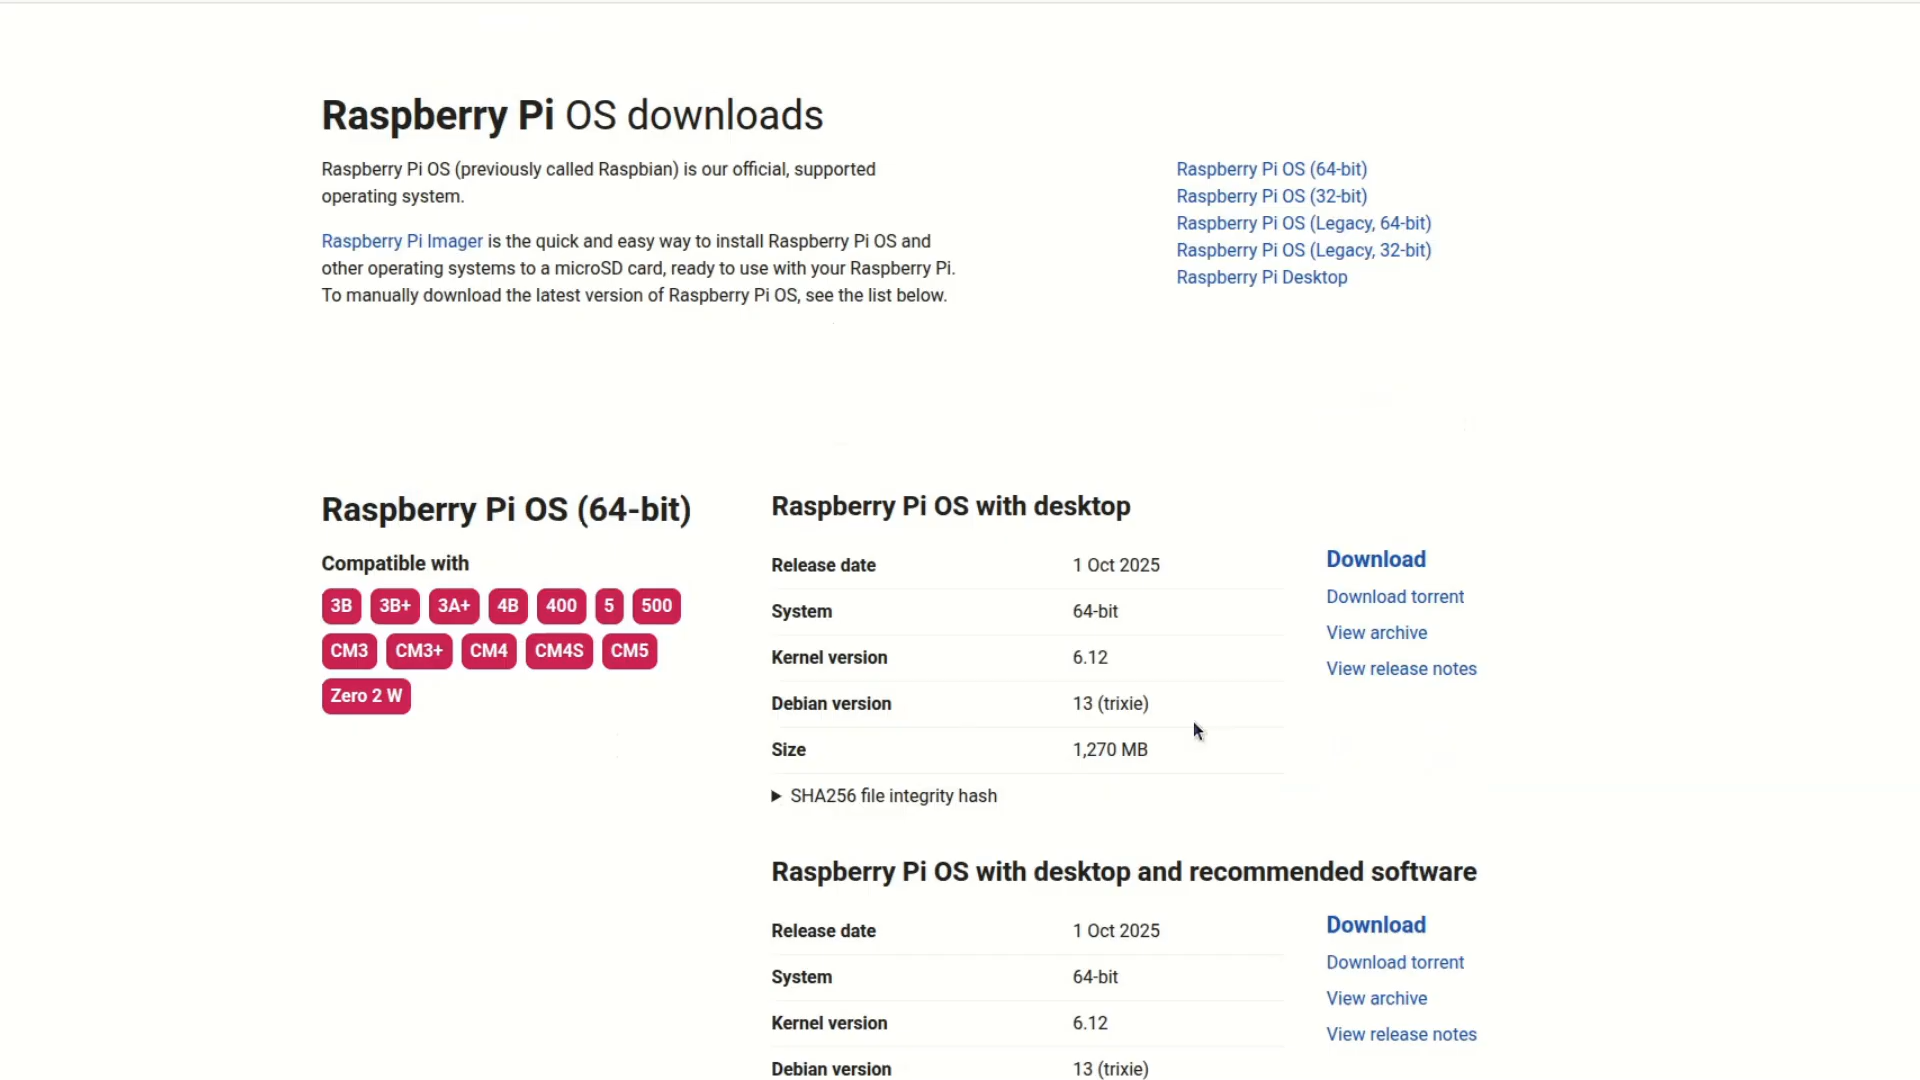 Raspberry Pi OS downloads
Raspberry Pi OS (previously called Raspbian) is our official, supported
operating system.
Raspberry Pi Imager is the quick and easy way to install Raspberry Pi OS and
other operating systems to a microSD card, ready to use with your Raspberry Pi.
To manually download the latest version of Raspberry Pi OS, see the list below.
Raspberry Pi OS (64-bit)
Raspberry Pi OS (32-bit)
Raspberry Pi OS (Legacy, 64-bit)
Raspberry Pi OS (Legacy, 32-bit)
Raspberry Pi Desktop
Raspberry Pi OS (64-bit)
Compatible with
3B 3B+ 3A+ 4B 400 5 500
CM3 CM3+ CM4 CM4S CM5
Zero 2 W
Raspberry Pi OS with desktop
Release date 1 Oct 2025
System 64-bit
Kernel version 6.12
Debian version 13 (trixie)
Size 1,270 MB
SHA256 file integrity hash
Download
Download torrent
View archive
View release notes
Raspberry Pi OS with desktop and recommended software
Release date 1 Oct 2025
System 64-bit
Kernel version 6.12
Debian version 13 (trixie)
Download
Download torrent
View archive
View release notes